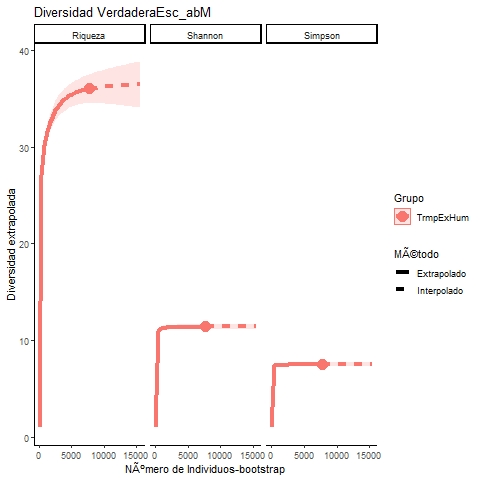 Diversidad VerdaderaEsc_abM
Riqueza
Shannon
Simpson
Diversidad extrapolada
40
30
20
10
0
0 5000 10000 15000
0 5000 10000 15000
0 5000 10000 15000
NÃºmero de Individuos-bootstrap
Grupo
TrmpExHum
MÃ©todo
Extrapolado
Interpolado